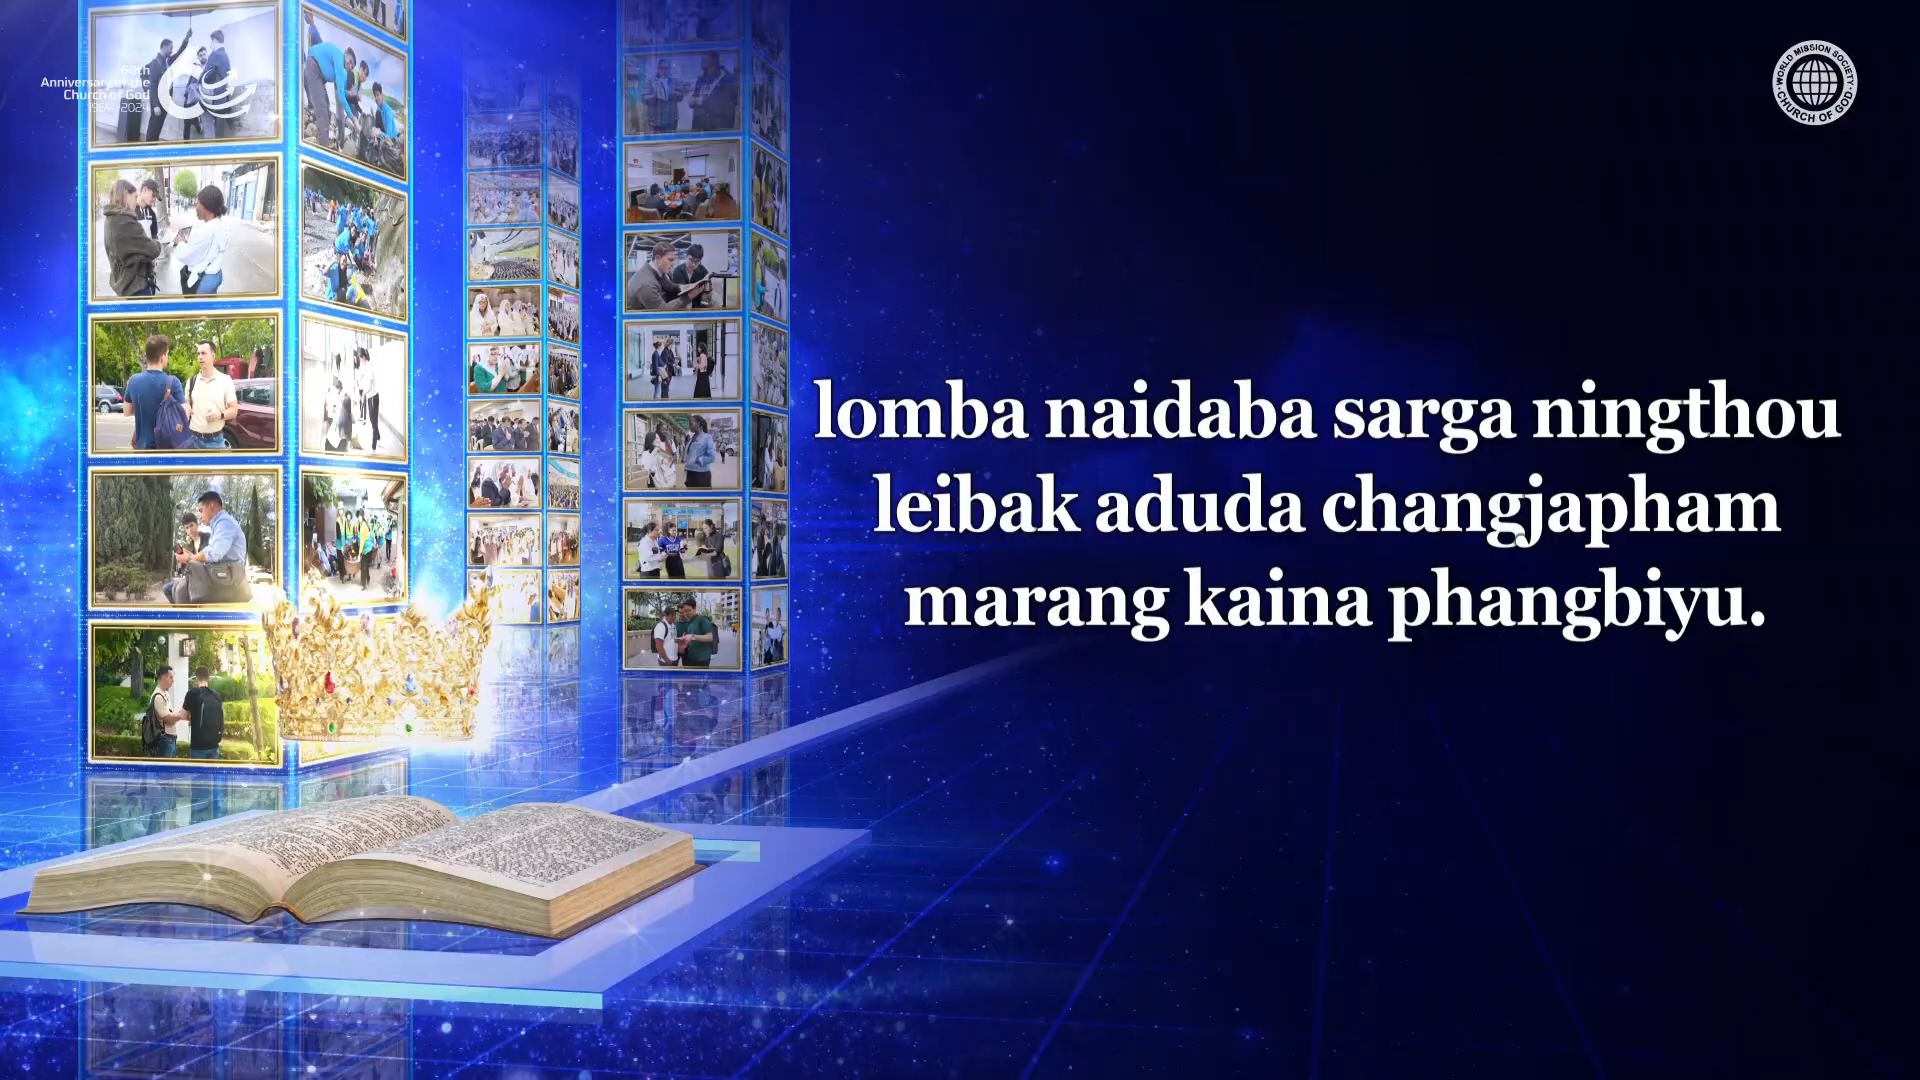 60th
Anniversary of the
Church of God
1964-2024
WORLD MISSION SOCIETY
CHURCH OF GOD
lomba naidaba sarga ningthou
leibak aduda changjapham
marang kaina phangbiyu.